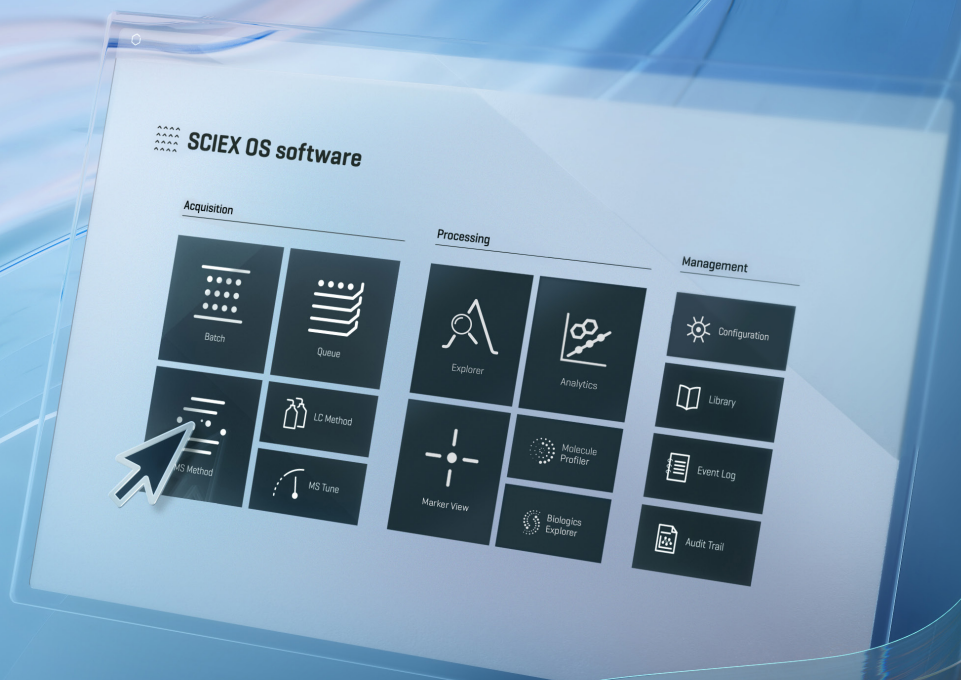 SCIEX OS software
Acquisition
Batch
Queue
MS Method
LC Method
MS Tune
Processing
Explorer
Analytics
Marker View
Molecule
Profiler
Biologics
Explorer
Management
Configuration
Library
Event Log
Audit Trail